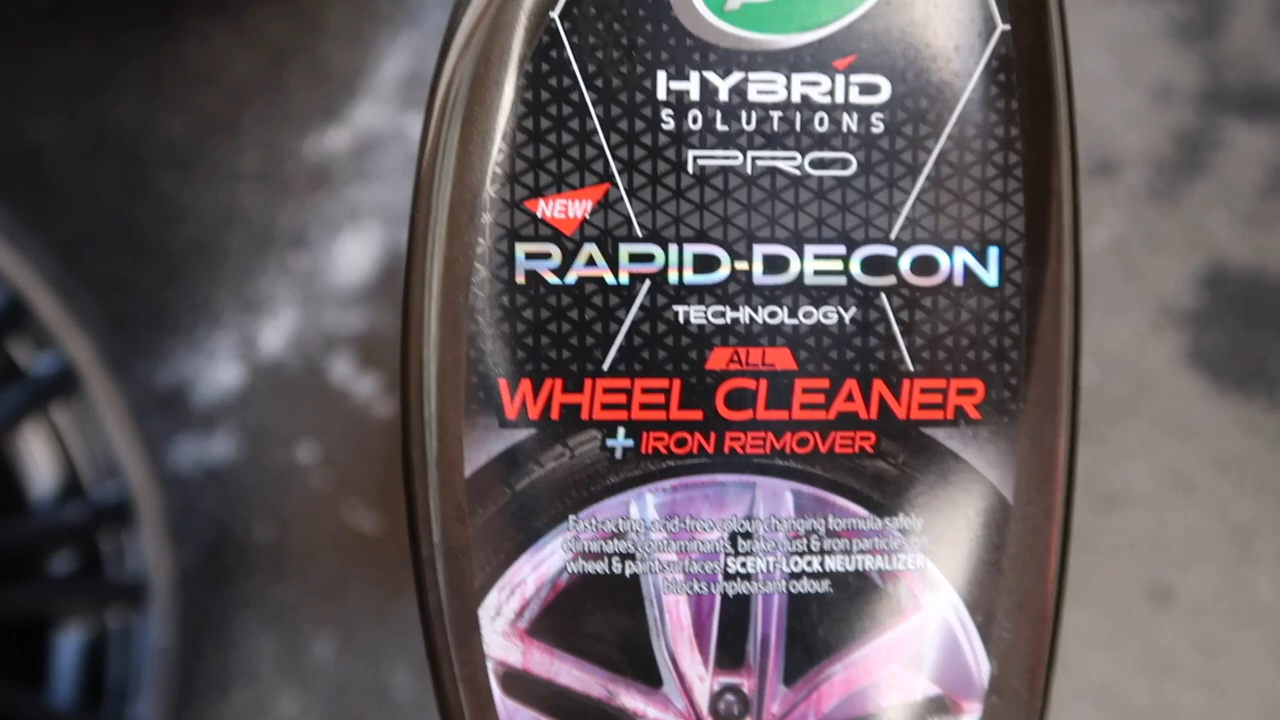 HYBRID
SOLUTIONS
PRO
NEW!
RAPID-DECON
TECHNOLOGY
ALL
WHEEL CLEANER
+ IRON REMOVER
Fast-acting, acid-free colour changing formula safely
eliminates contaminants, brake dust & iron particles on
wheel & paint surfaces. SCENT-LOCK NEUTRALIZER
blocks unpleasant odour.